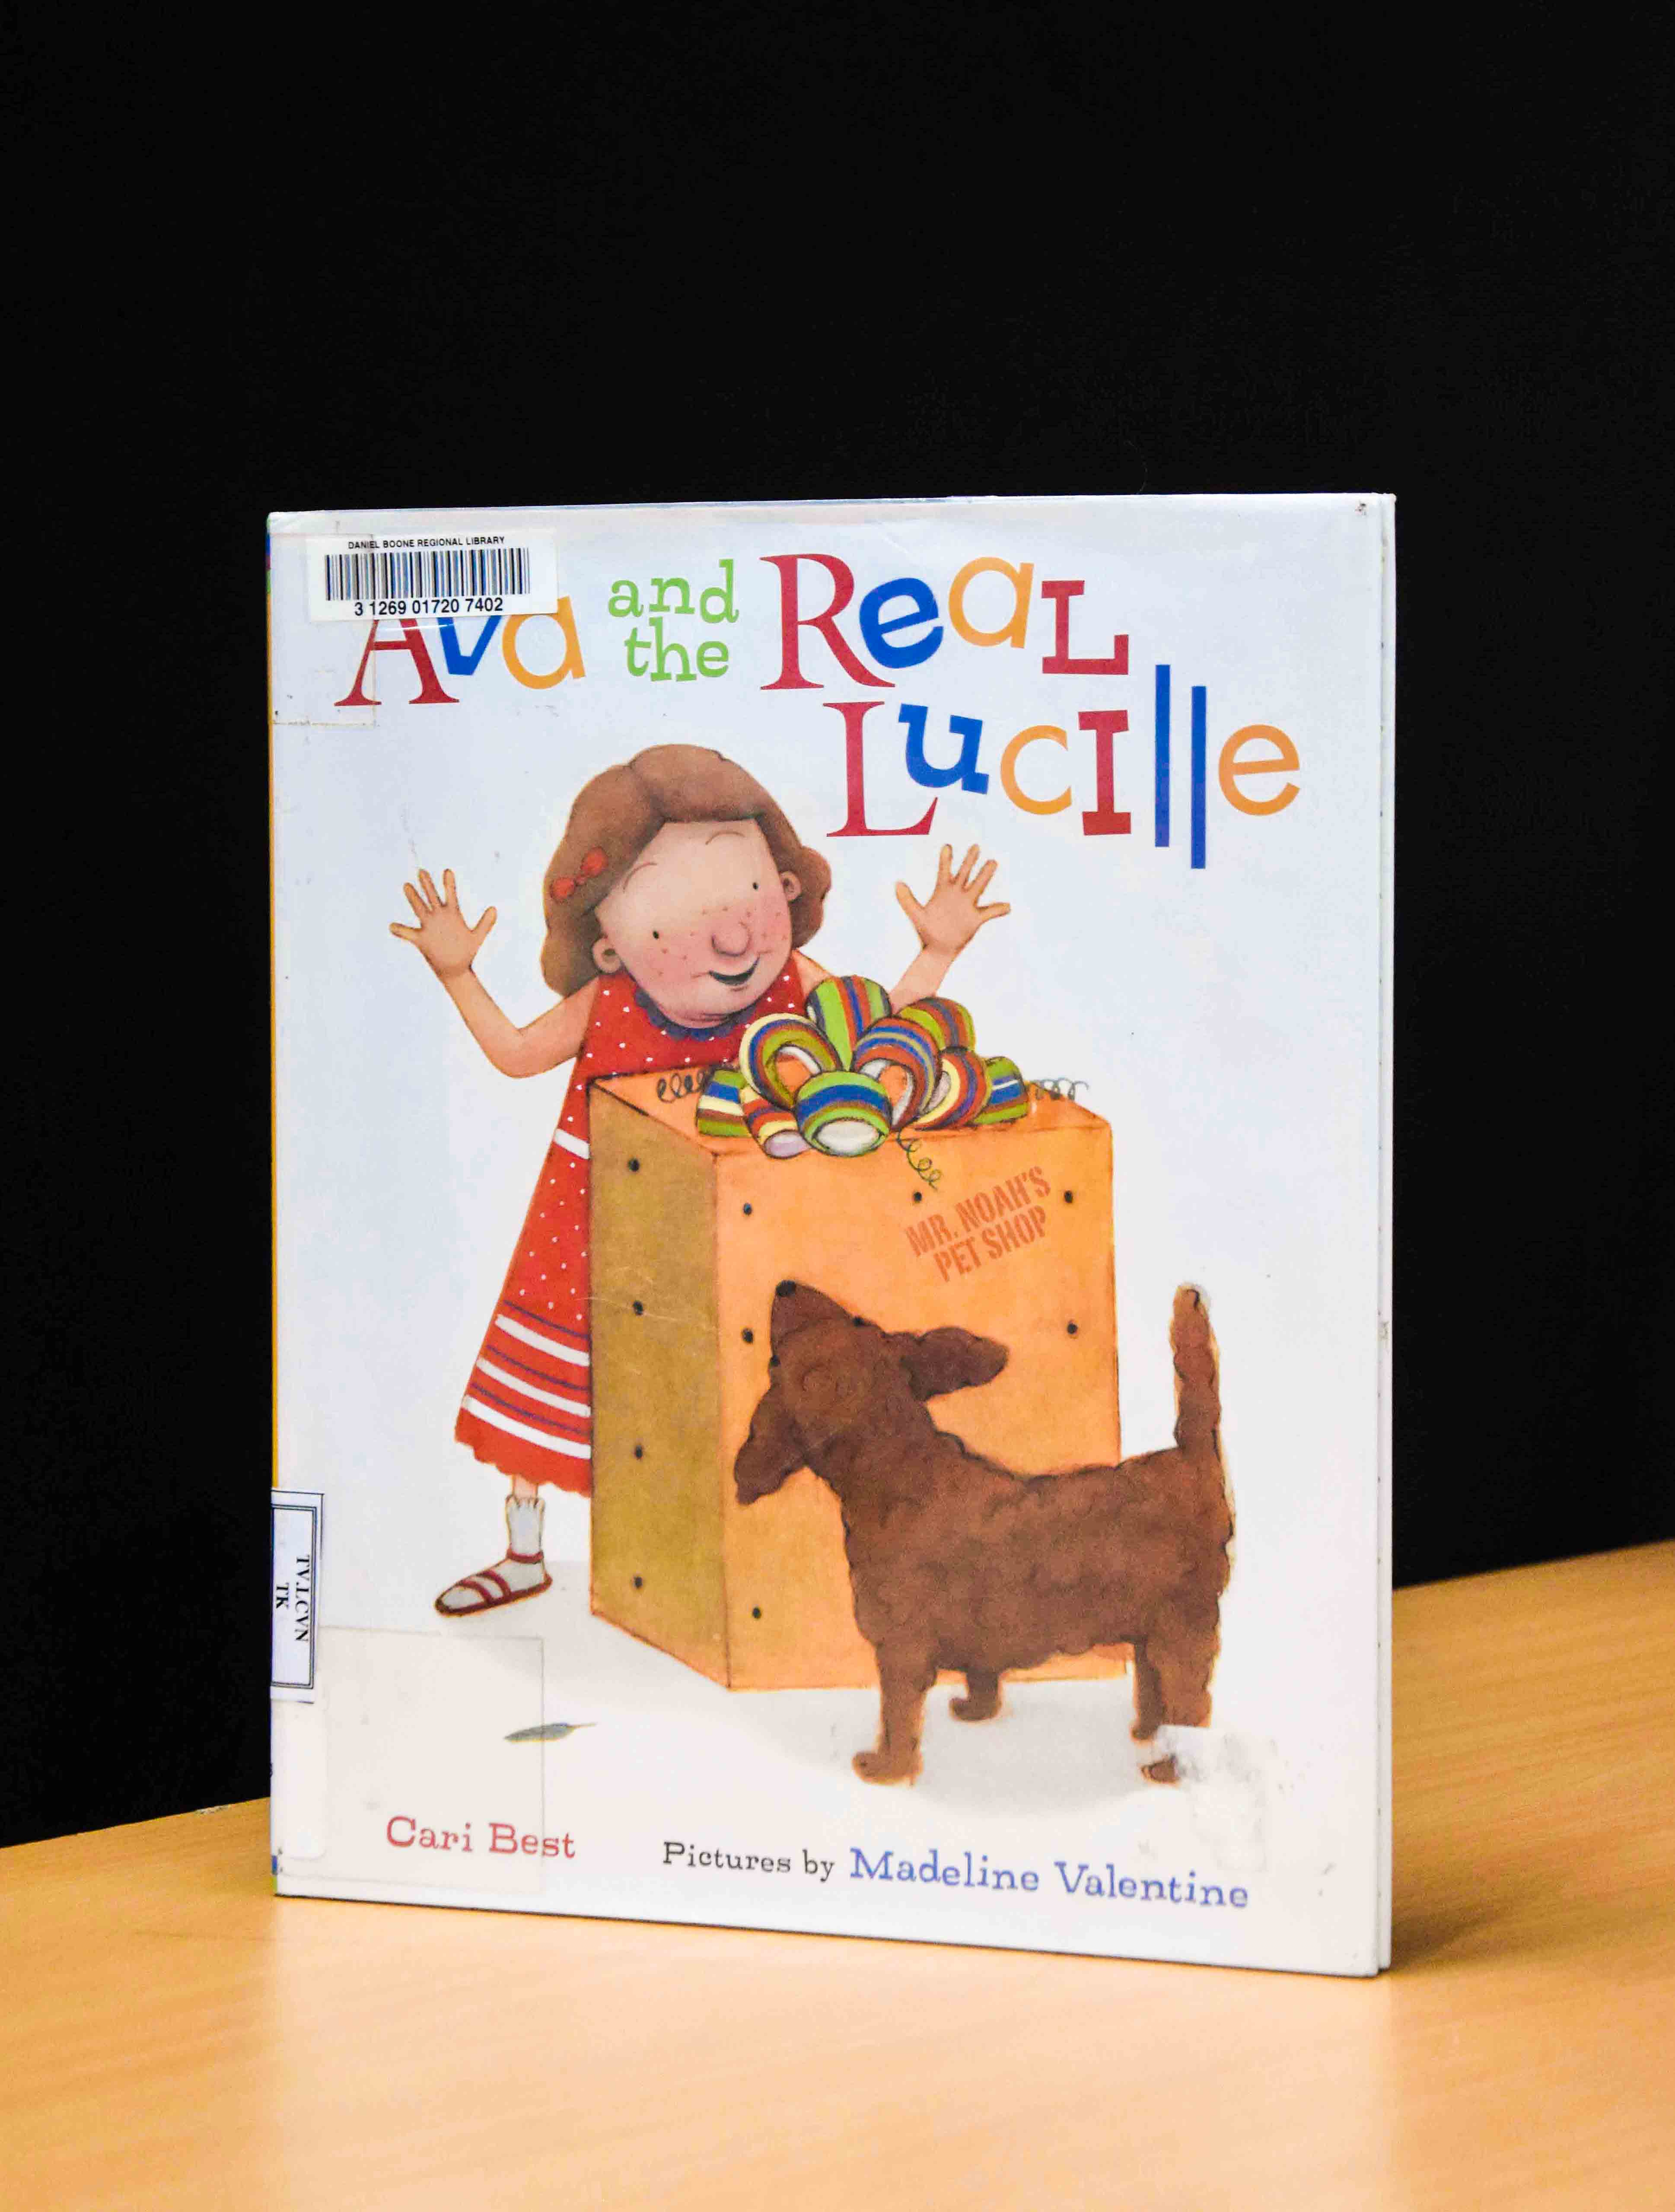 DANIEL BOONE REGIONAL LIBRARY
3 1269 01720 7402
Ava and the Real
Lucille
MR. NOAH'S
PET SHOP
Cari Best
Pictures by Madeline Valentine